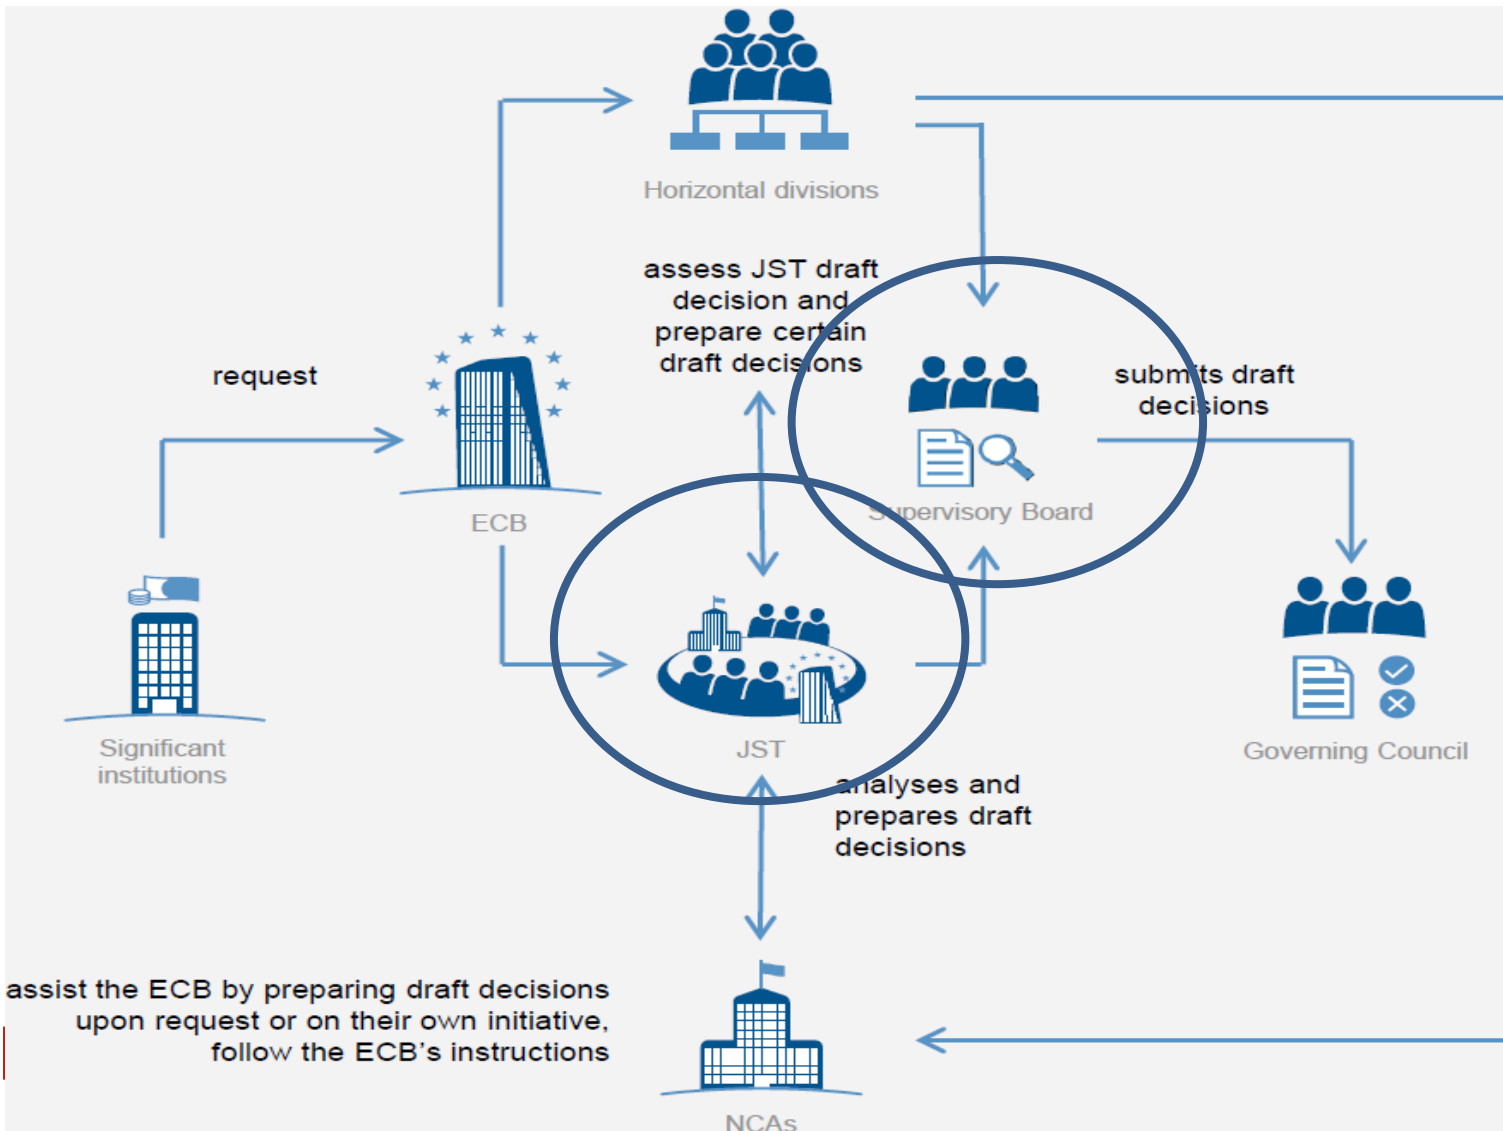 Horizontal divisions
assess JST draft
decision and
prepare certain
draft decisions
request
submits draft
decisions
Supervisory Board
ECB
Significant
institutions
JST
Governing Council
analyses and
prepares draft
decisions
assist the ECB by preparing draft decisions
upon request or on their own initiative,
follow the ECB's instructions
NCAs